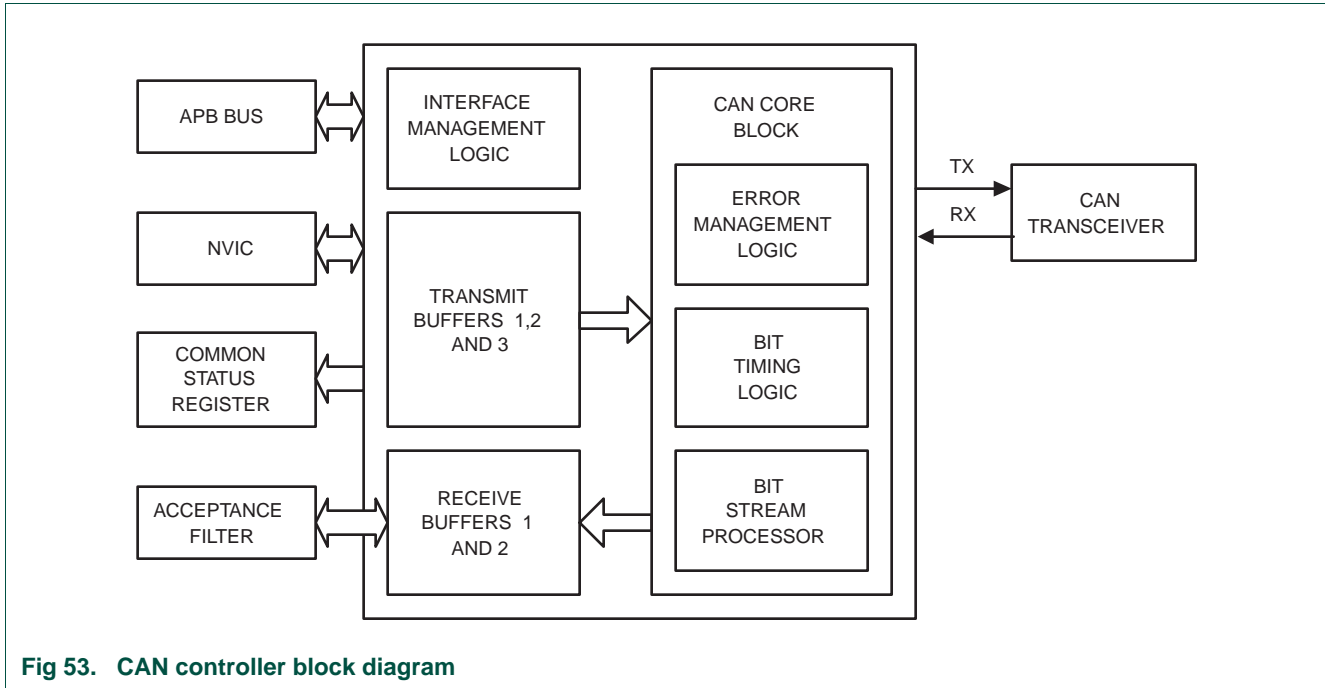 APB BUS
NVIC
COMMON
STATUS
REGISTER
ACCEPTANCE
FILTER
INTERFACE
MANAGEMENT
LOGIC
TRANSMIT
BUFFERS 1,2
AND 3
RECEIVE
BUFFERS 1
AND 2
CAN CORE
BLOCK
ERROR
MANAGEMENT
LOGIC
BIT
TIMING
LOGIC
BIT
STREAM
PROCESSOR
TX
RX
CAN
TRANSCEIVER
Fig 53. CAN controller block diagram